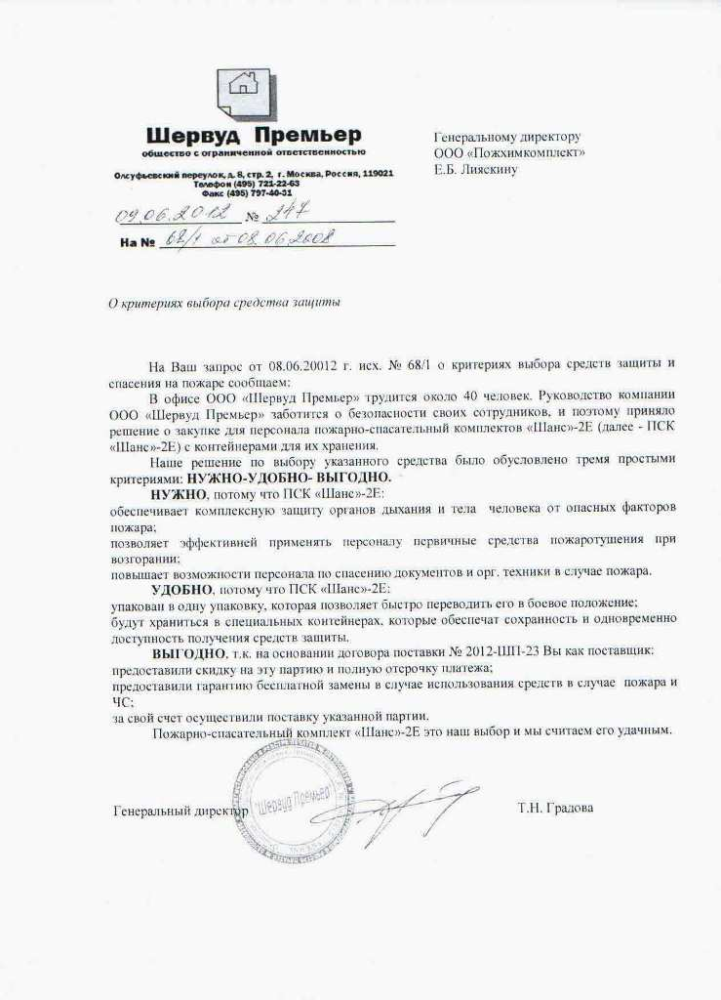 Шервуд Премьер
общество с ограниченной ответственностью
Олсуфьевский переулок, д. 8, стр. 2, г. Москва, Россия, 119021
Телефон (495) 721-22-63
Факс (495) 797-40-31
09.06.2012 № 247
На № 68/1 от 08.06.2008
Генеральному директору
ООО «Пожхимкомплект»
Е.Б. Лияскину
О критериях выбора средства защиты
На Ваш запрос от 08.06.20012 г. исх. № 68/1 о критериях выбора средств защиты и
спасения на пожаре сообщаем:
В офисе ООО «Шервуд Премьер» трудится около 40 человек. Руководство компании
ООО «Шервуд Премьер» заботится о безопасности своих сотрудников, и поэтому приняло
решение о закупке для персонала пожарно-спасательный комплектов «Шанс»-2Е (далее - ПСК
«Шанс»-2Е) с контейнерами для их хранения.
Наше решение по выбору указанного средства было обусловлено тремя простыми
критериями: НУЖНО-УДОБНО- ВЫГОДНО.
НУЖНО, потому что ПСК «Шанс»-2Е:
обеспечивает комплексную защиту органов дыхания и тела человека от опасных факторов
пожара;
позволяет эффективней применять персоналу первичные средства пожаротушения при
возгорании;
повышает возможности персонала по спасению документов и орг. техники в случае пожара.
УДОБНО, потому что ПСК «Шанс»-2Е:
упакован в одну упаковку, которая позволяет быстро переводить его в боевое положение;
будут храниться в специальных контейнерах, которые обеспечат сохранность и одновременно
доступность получения средств защиты.
ВЫГОДНО, т.к. на основании договора поставки № 2012-ШП-23 Вы как поставщик:
предоставили скидку на эту партию и полную отсрочку платежа;
предоставили гарантию бесплатной замены в случае использования средств в случае пожара и
ЧС;
за свой счет осуществили поставку указанной партии.
Пожарно-спасательный комплект «Шанс»-2Е это наш выбор и мы считаем его удачным.
Генеральный директор
"Шервуд Премьер"
Т.Н. Градова